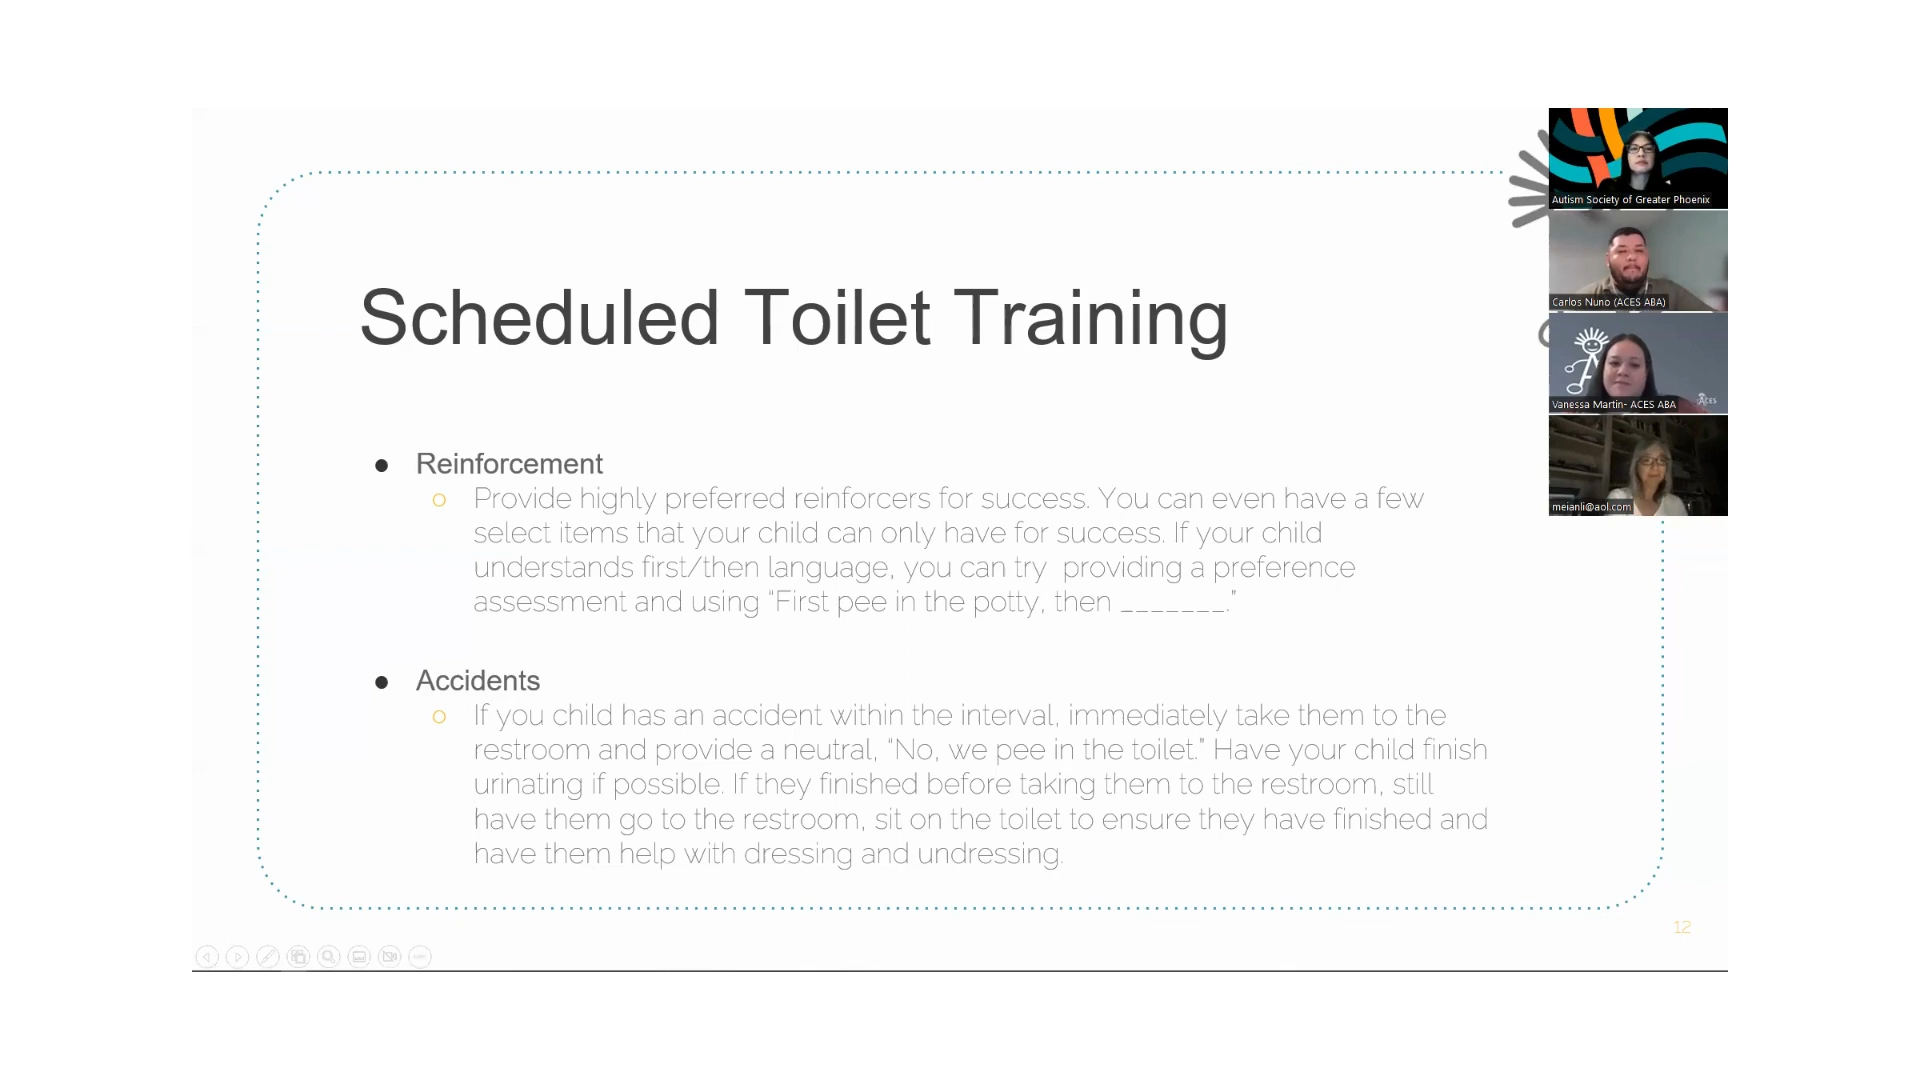 Scheduled Toilet Training
● Reinforcement
○ Provide highly preferred reinforcers for success. You can even have a few
select items that your child can only have for success. If your child
understands first/then language, you can try  providing a preference
assessment and using “First pee in the potty, then _______.”
● Accidents
○ If you child has an accident within the interval, immediately take them to the
restroom and provide a neutral, “No, we pee in the toilet.” Have your child finish
urinating if possible. If they finished before taking them to the restroom, still
have them go to the restroom, sit on the toilet to ensure they have finished and
have them help with dressing and undressing.
12
Autism Society of Greater Phoenix
Carlos Nuno (ACES ABA)
Vanessa Martin- ACES ABA
ACES
meianli@aol.com